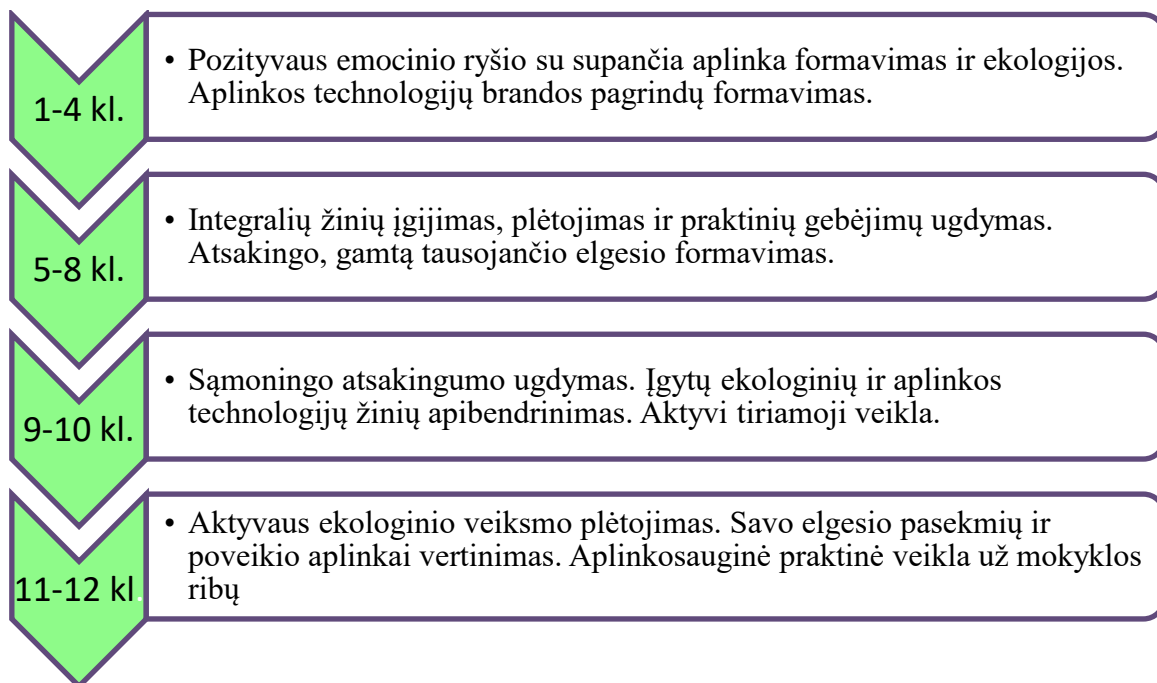 1-4 kl.
• Pozityvaus emocinio ryšio su supančia aplinka formavimas ir ekologijos.
Aplinkos technologijų brandos pagrindų formavimas.
5-8 kl.
• Integralių žinių įgijimas, plėtojimas ir praktinių gebėjimų ugdymas.
Atsakingo, gamtą tausojančio elgesio formavimas.
9-10 kl.
• Sąmoningo atsakingumo ugdymas. Įgytų ekologinių ir aplinkos
technologijų žinių apibendrinimas. Aktyvi tiriamoji veikla.
11-12 kl.
• Aktyvaus ekologinio veiksmo plėtojimas. Savo elgesio pasekmių ir
poveikio aplinkai vertinimas. Aplinkosauginė praktinė veikla už mokyklos
ribų